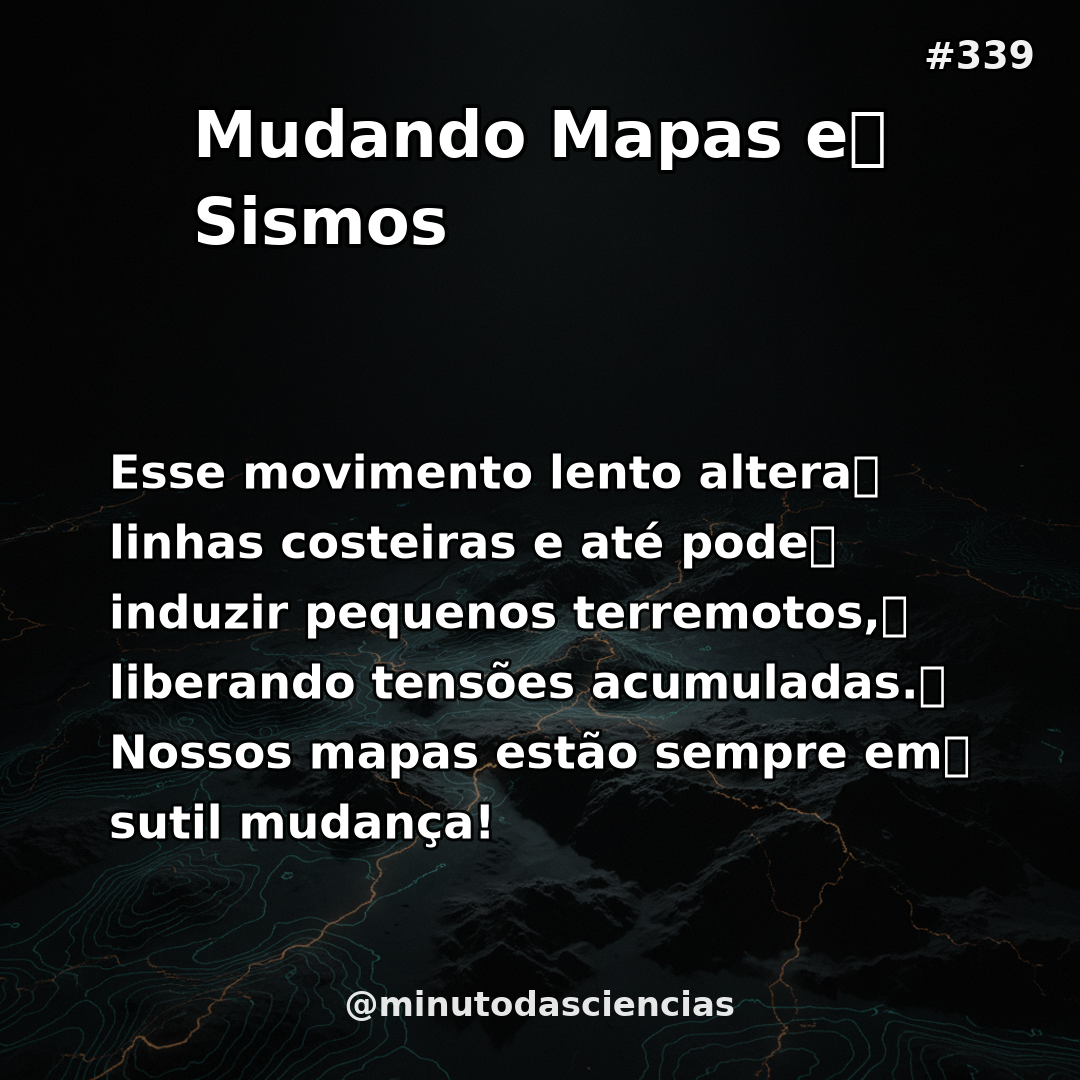 #339
Mudando Mapas e▯
Sismos
Esse movimento lento altera▯
linhas costeiras e até pode▯
induzir pequenos terremotos,▯
liberando tensões acumuladas.▯
Nossos mapas estão sempre em▯
sutil mudança!
@minutodasciencias